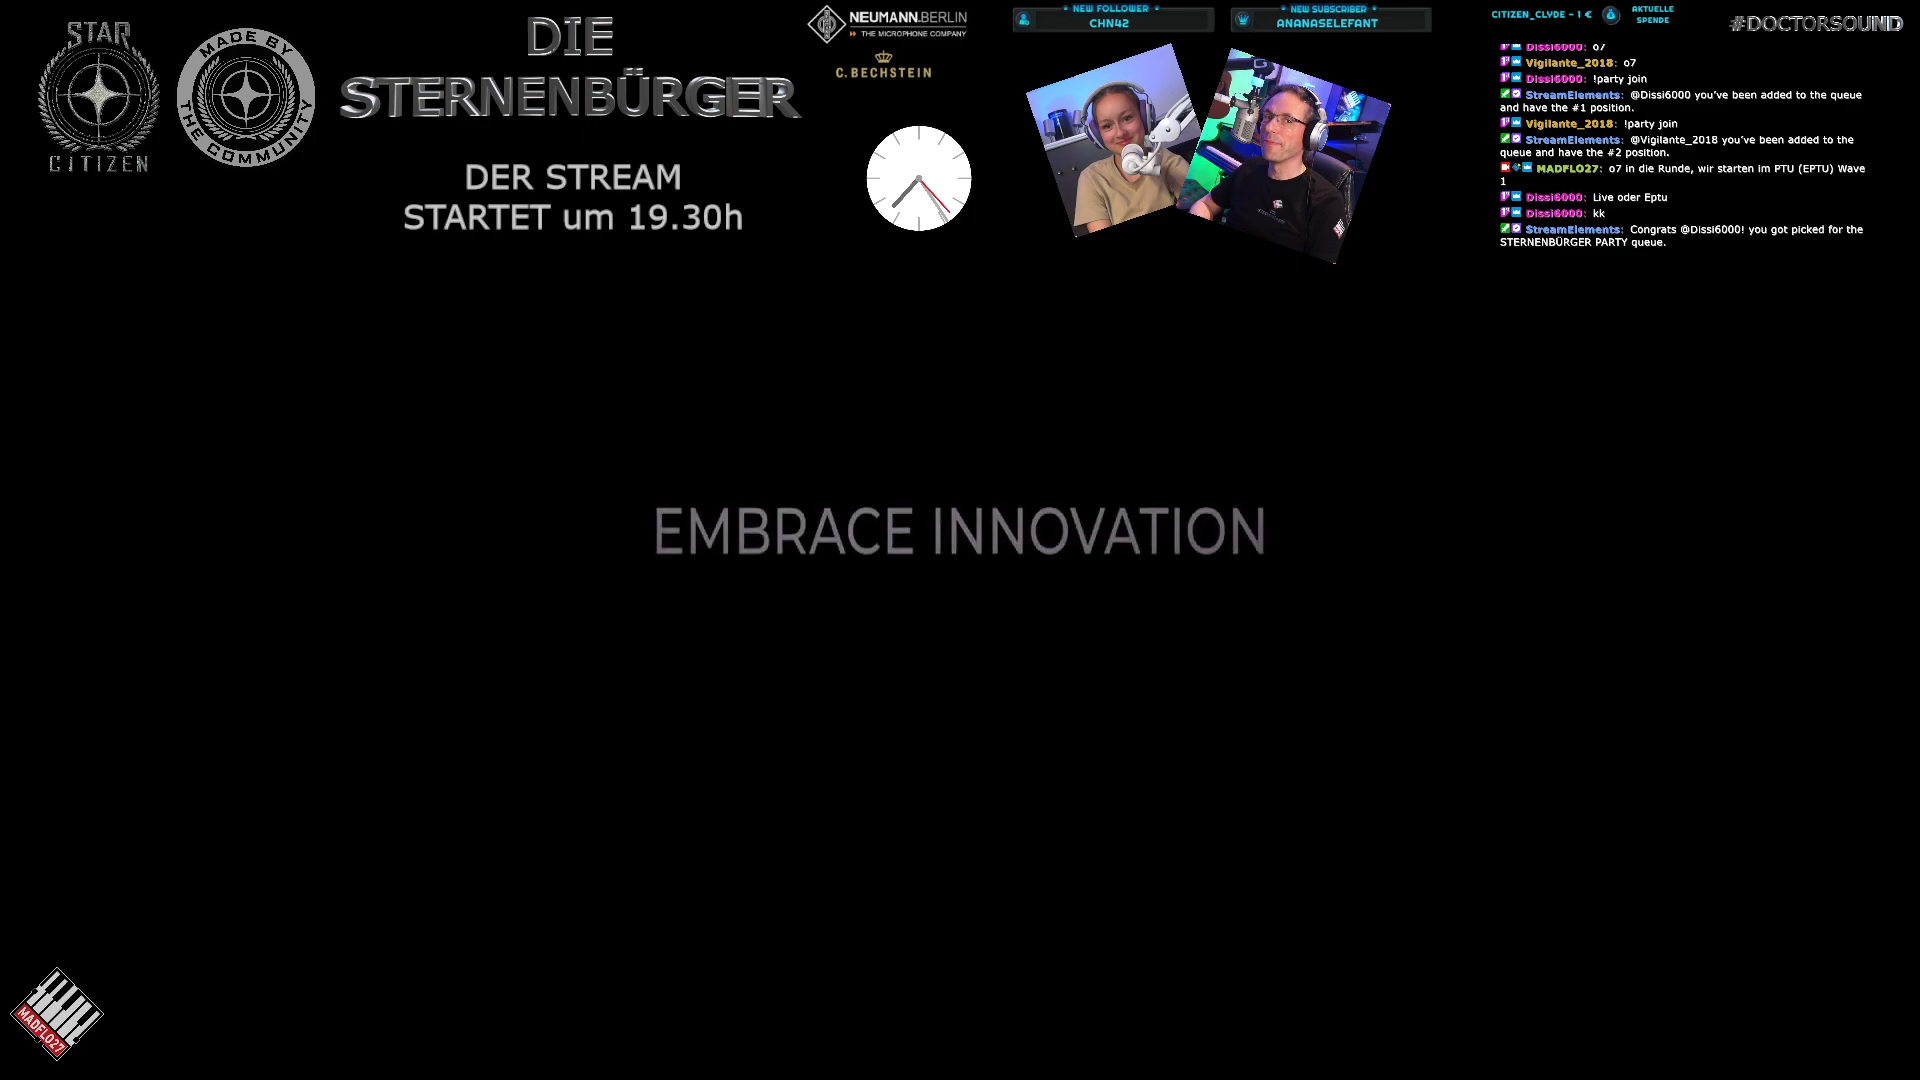 STAR
CITIZEN
MADE BY
THE COMMUNITY
DIE
STERNENBÜRGER
DER STREAM
STARTET um 19.30h
NEUMANN.BERLIN
THE MICROPHONE COMPANY
C.BECHSTEIN
NEW FOLLOWER
CHN42
NEW SUBSCRIBER
ANANASELEFANT
CITIZEN_CLYDE - 1 €
AKTUELLE
SPENDE
#DOCTORSOUND
Dissi6000: o7
Vigilante_2018: o7
Dissi6000: !party join
StreamElements: @Dissi6000 you've been added to the queue
and have the #1 position.
Vigilante_2018: !party join
StreamElements: @Vigilante_2018 you've been added to the
queue and have the #2 position.
MADFLO27: o7 in die Runde, wir starten im PTU (EPTU) Wave
1
Dissi6000: Live oder Eptu
Dissi6000: kk
StreamElements: Congrats @Dissi6000! you got picked for the
STERNENBÜRGER PARTY queue.
EMBRACE INNOVATION
MADFLO27